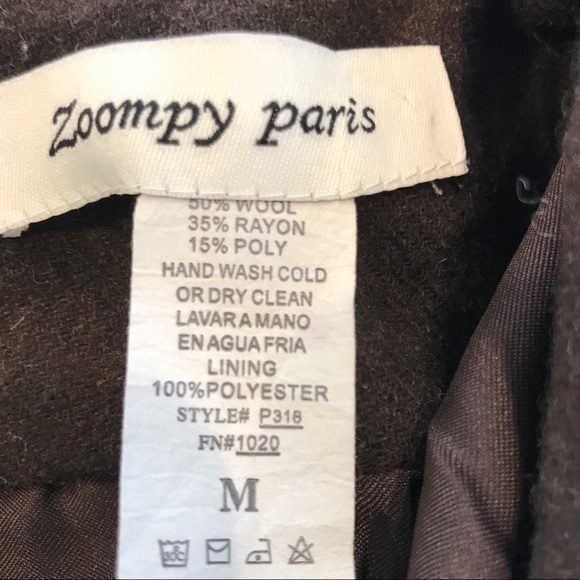 Zoompy paris
50% WOOL
35% RAYON
15% POLY
HAND WASH COLD
OR DRY CLEAN
LAVAR A MANO
EN AGUA FRIA
LINING
100%POLYESTER
STYLE# P318
FN#1020
M